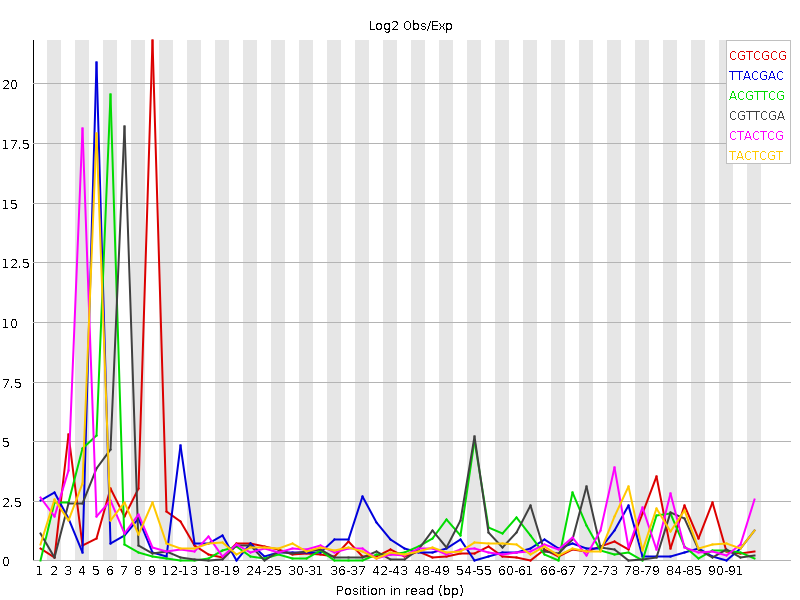 Log2 Obs/Exp
CGTCGCG
TTACGAC
ACGTTCG
CGTTCGA
CTACTCG
TACTCGT
20
17.5
15
12.5
10
7.5
5
2.5
0
1 2 3 4 5 6 7 8 9 12-13 18-19 24-25 30-31 36-37 42-43 48-49 54-55 60-61 66-67 72-73 78-79 84-85 90-91
Position in read (bp)